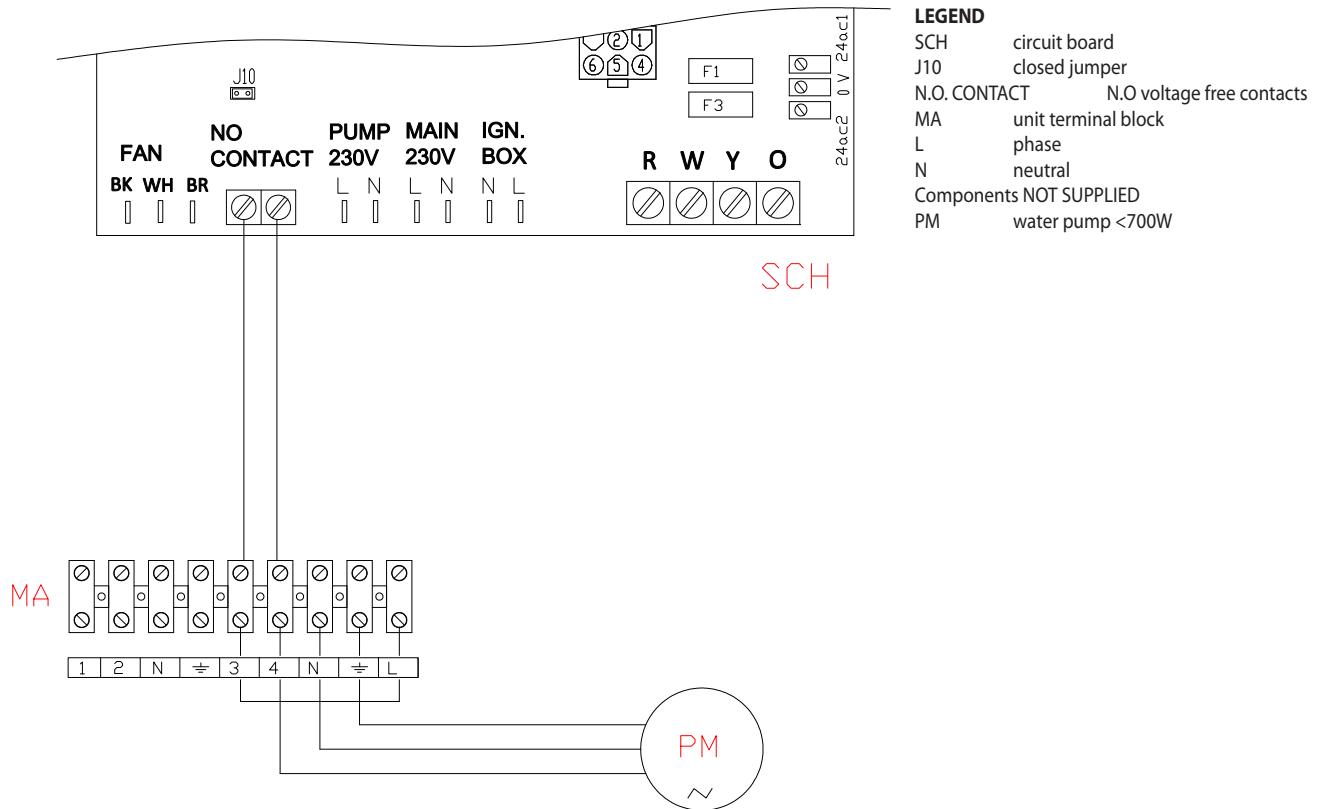 LEGEND
SCH circuit board
J10 closed jumper
N.O. CONTACT N.O voltage free contacts
MA unit terminal block
L phase
N neutral
Components NOT SUPPLIED
PM water pump <700W
J10
2 1
6 5 4
F1
F3
24ac2 0 V 24ac1
FAN
BK WH BR
NO
CONTACT
PUMP
230V
L N
MAIN
230V
L N
IGN.
BOX
N L
R W Y O
SCH
MA
1 2 N ⏚ 3 4 N ⏚ L
PM